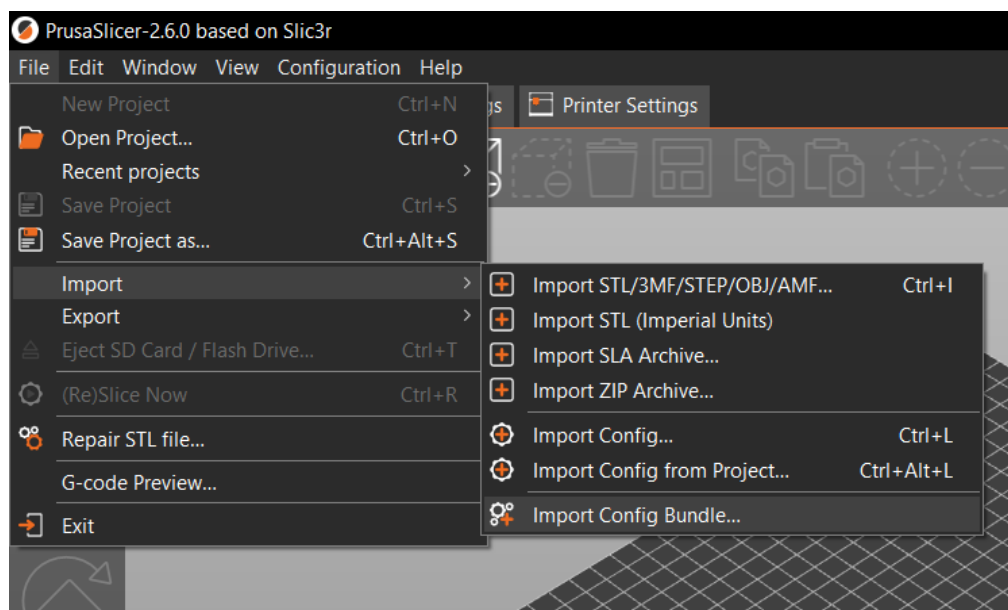 PrusaSlicer-2.6.0 based on Slic3r
File Edit Window View Configuration Help
Printer Settings
New Project Ctrl+N
Open Project... Ctrl+O
Recent projects
Save Project Ctrl+S
Save Project as... Ctrl+Alt+S
Import
Export
Eject SD Card / Flash Drive... Ctrl+T
(Re)Slice Now Ctrl+R
Repair STL file...
G-code Preview...
Exit
Import STL/3MF/STEP/OBJ/AMF... Ctrl+I
Import STL (Imperial Units)
Import SLA Archive...
Import ZIP Archive...
Import Config... Ctrl+L
Import Config from Project... Ctrl+Alt+L
Import Config Bundle...